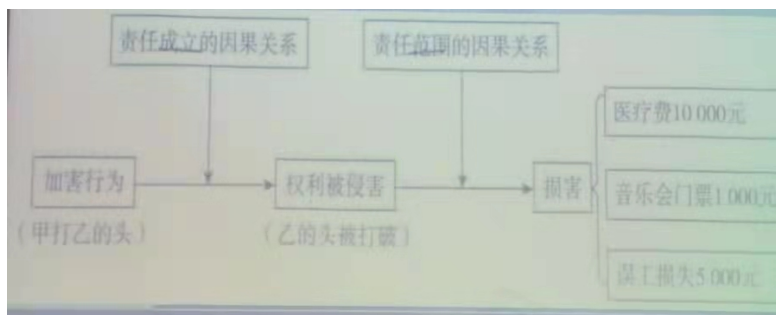 责任成立的因果关系
责任范围的因果关系
医疗费10 000元
加害行为
权利被侵害
损害
音乐会门票1 000元
(甲打乙的头)
(乙的头被打破)
误工损失5 000元